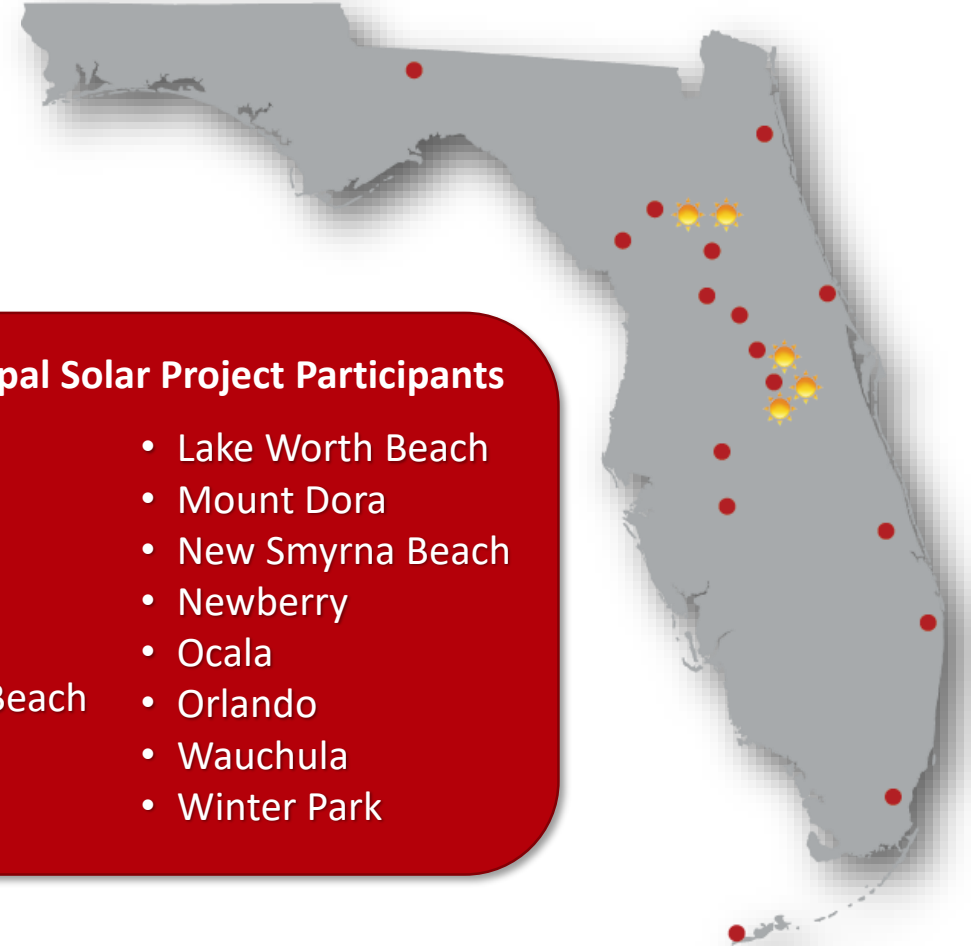 pal Solar Project Participants
• Lake Worth Beach
• Mount Dora
• New Smyrna Beach
• Newberry
• Ocala
Beach
• Orlando
• Wauchula
• Winter Park